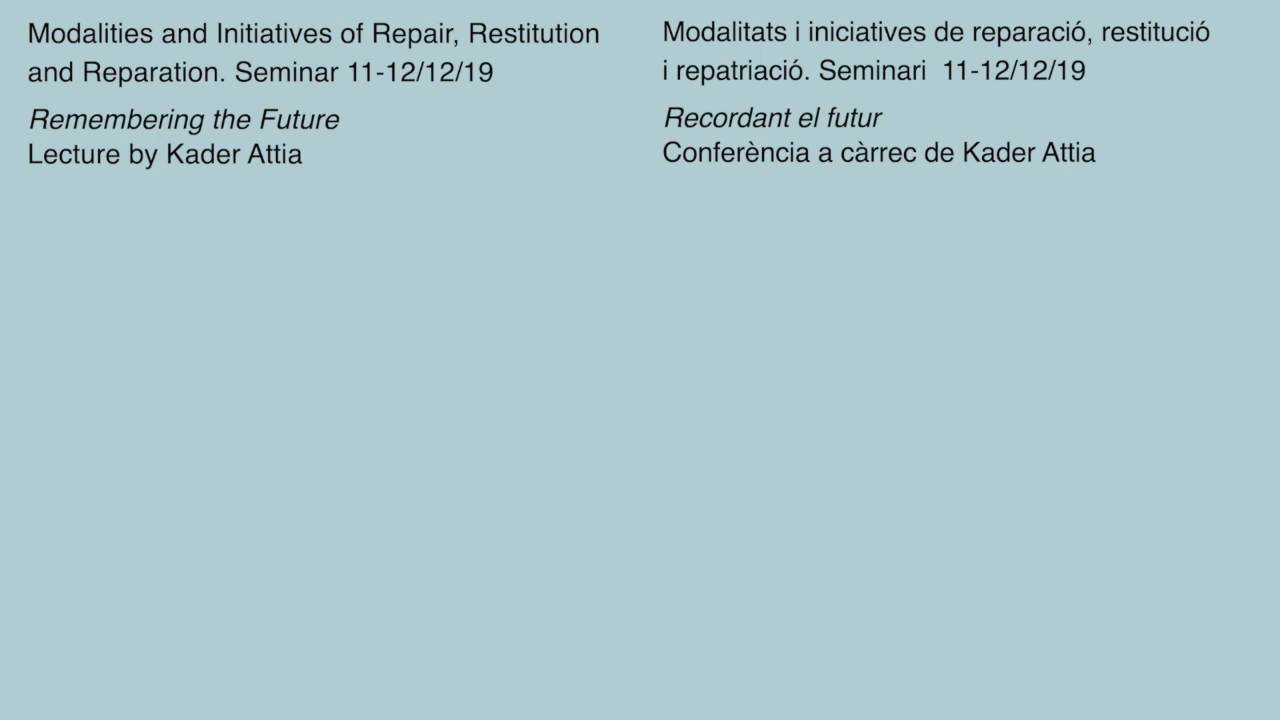 Modalities and Initiatives of Repair, Restitution
and Reparation. Seminar 11-12/12/19
Remembering the Future
Lecture by Kader Attia
Modalitats i iniciatives de reparació, restitució
i repatriació. Seminari  11-12/12/19
Recordant el futur
Conferència a càrrec de Kader Attia